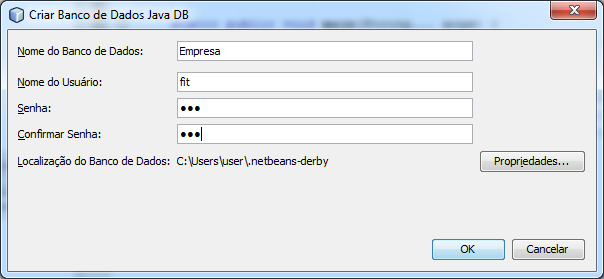 Criar Banco de Dados Java DB
Nome do Banco de Dados: Empresa
Nome do Usuário: fit
Senha: •••
Confirmar Senha: •••
Localização do Banco de Dados: C:\Users\user\.netbeans-derby Propriedades...
OK Cancelar